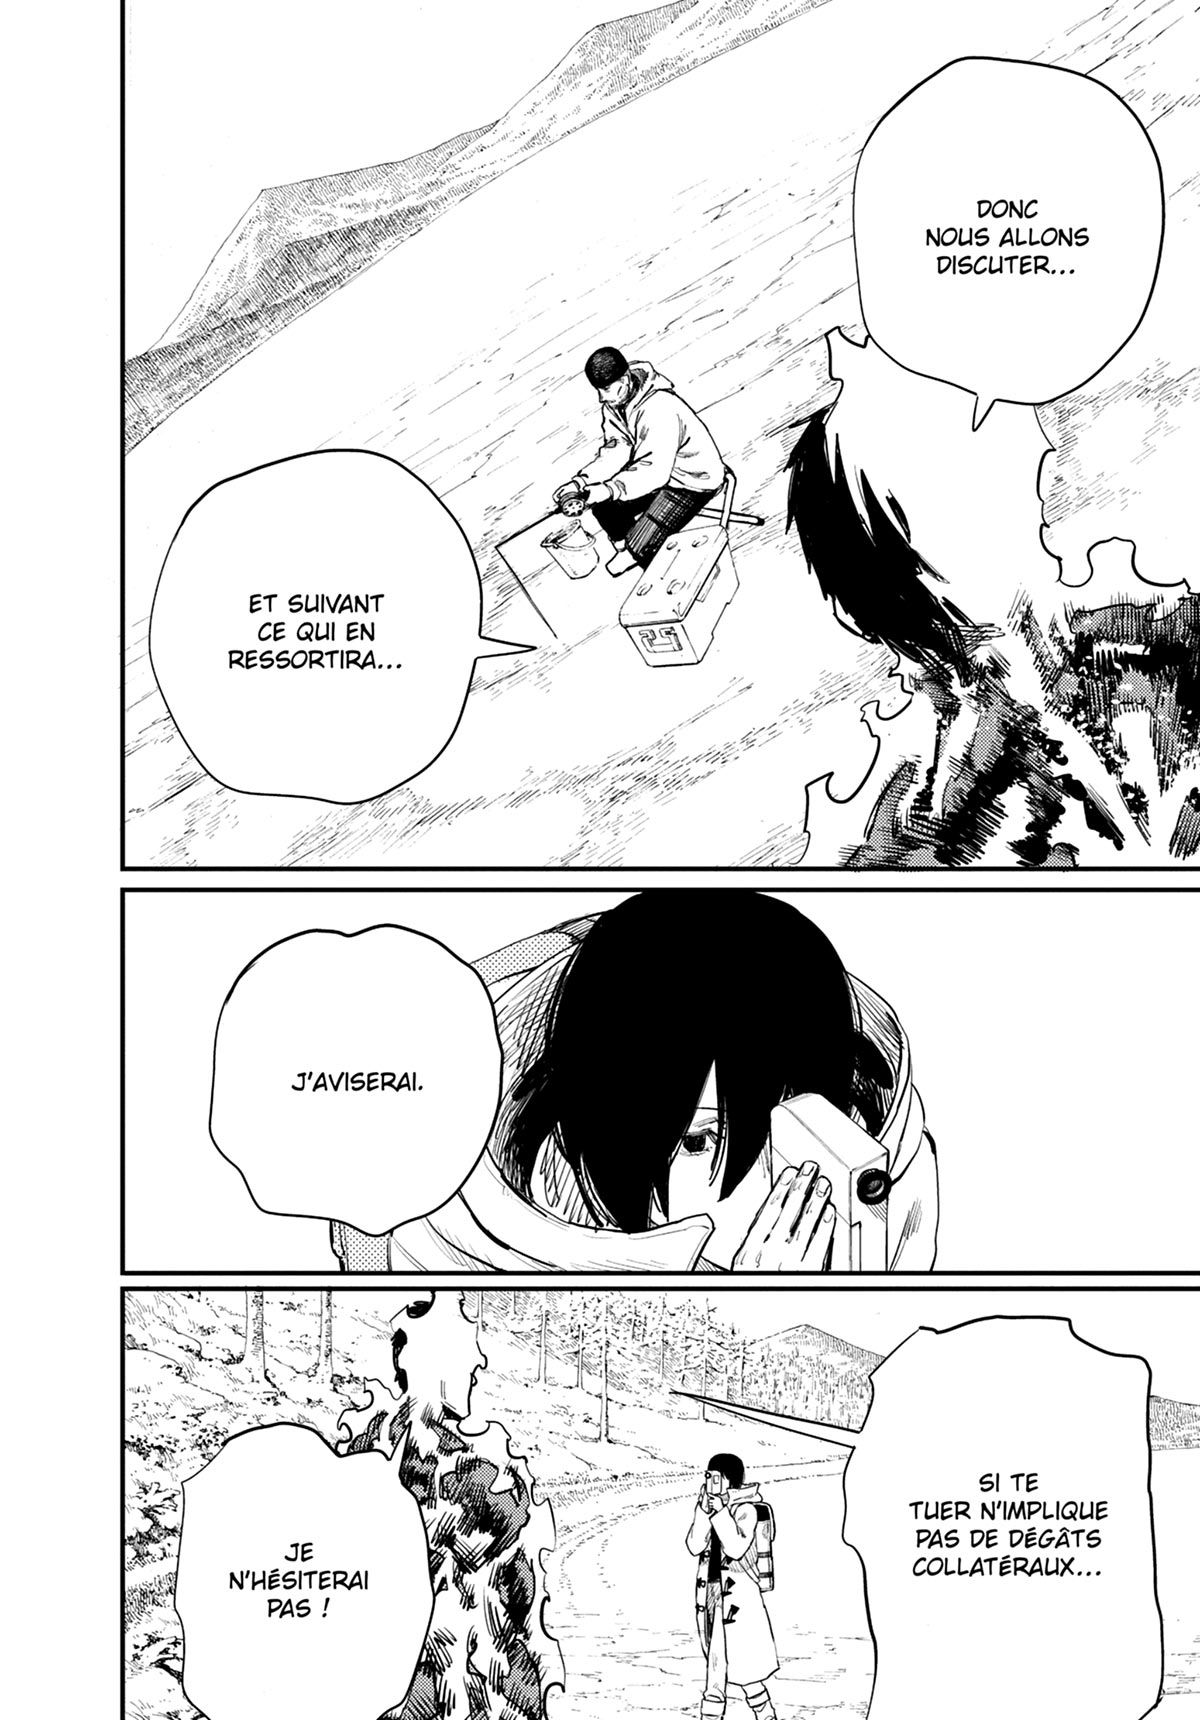 DONC
NOUS ALLONS
DISCUTER...
ET SUIVANT
CE QUI EN
RESSORTIRA...
J'AVISERAI.
SI TE
TUER N'IMPLIQUE
PAS DE DÉGÂTS
COLLATÉRAUX...
JE
N'HÉSITERAI
PAS !